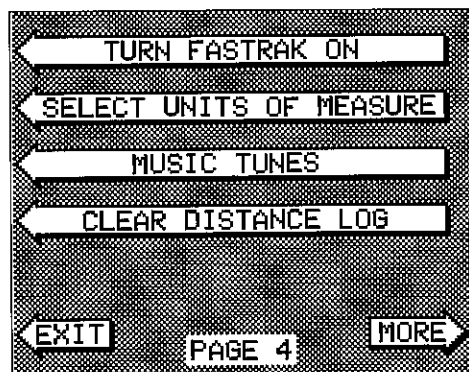 TURN FASTRAK ON
SELECT UNITS OF MEASURE
MUSIC TUNES
CLEAR DISTANCE LOG
EXIT
PAGE 4
MORE